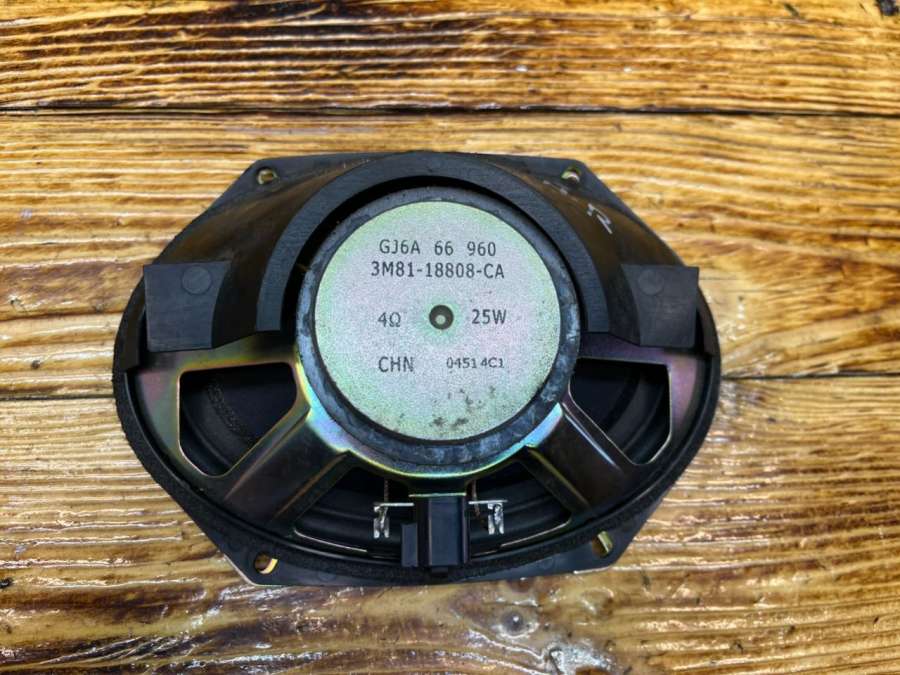 GJ6A 66 960
3M81-18808-CA
4Ω 25W
CHN 04514C1